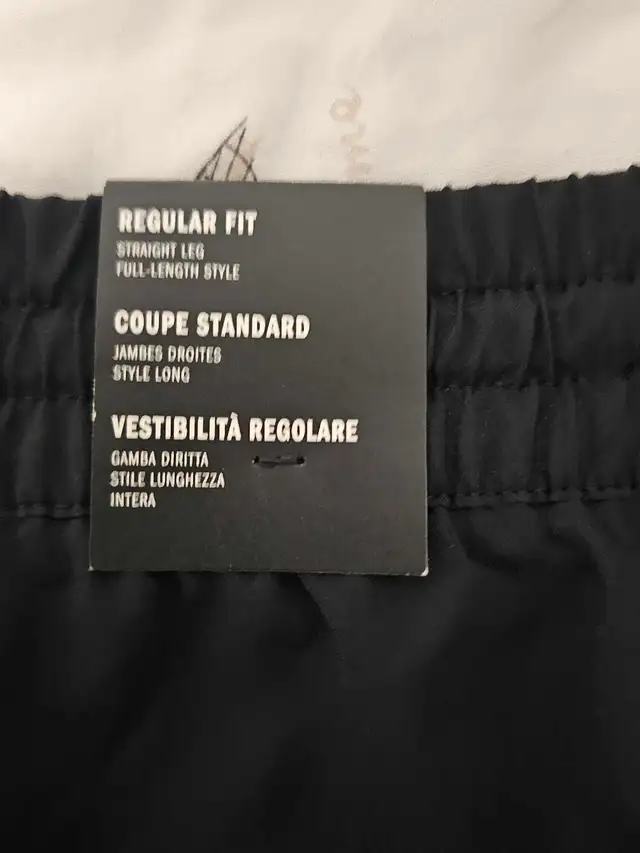 REGULAR FIT
STRAIGHT LEG
FULL-LENGTH STYLE
COUPE STANDARD
JAMBES DROITES
STYLE LONG
VESTIBILITÀ REGOLARE
GAMBA DIRITTA
STILE LUNGHEZZA
INTERA